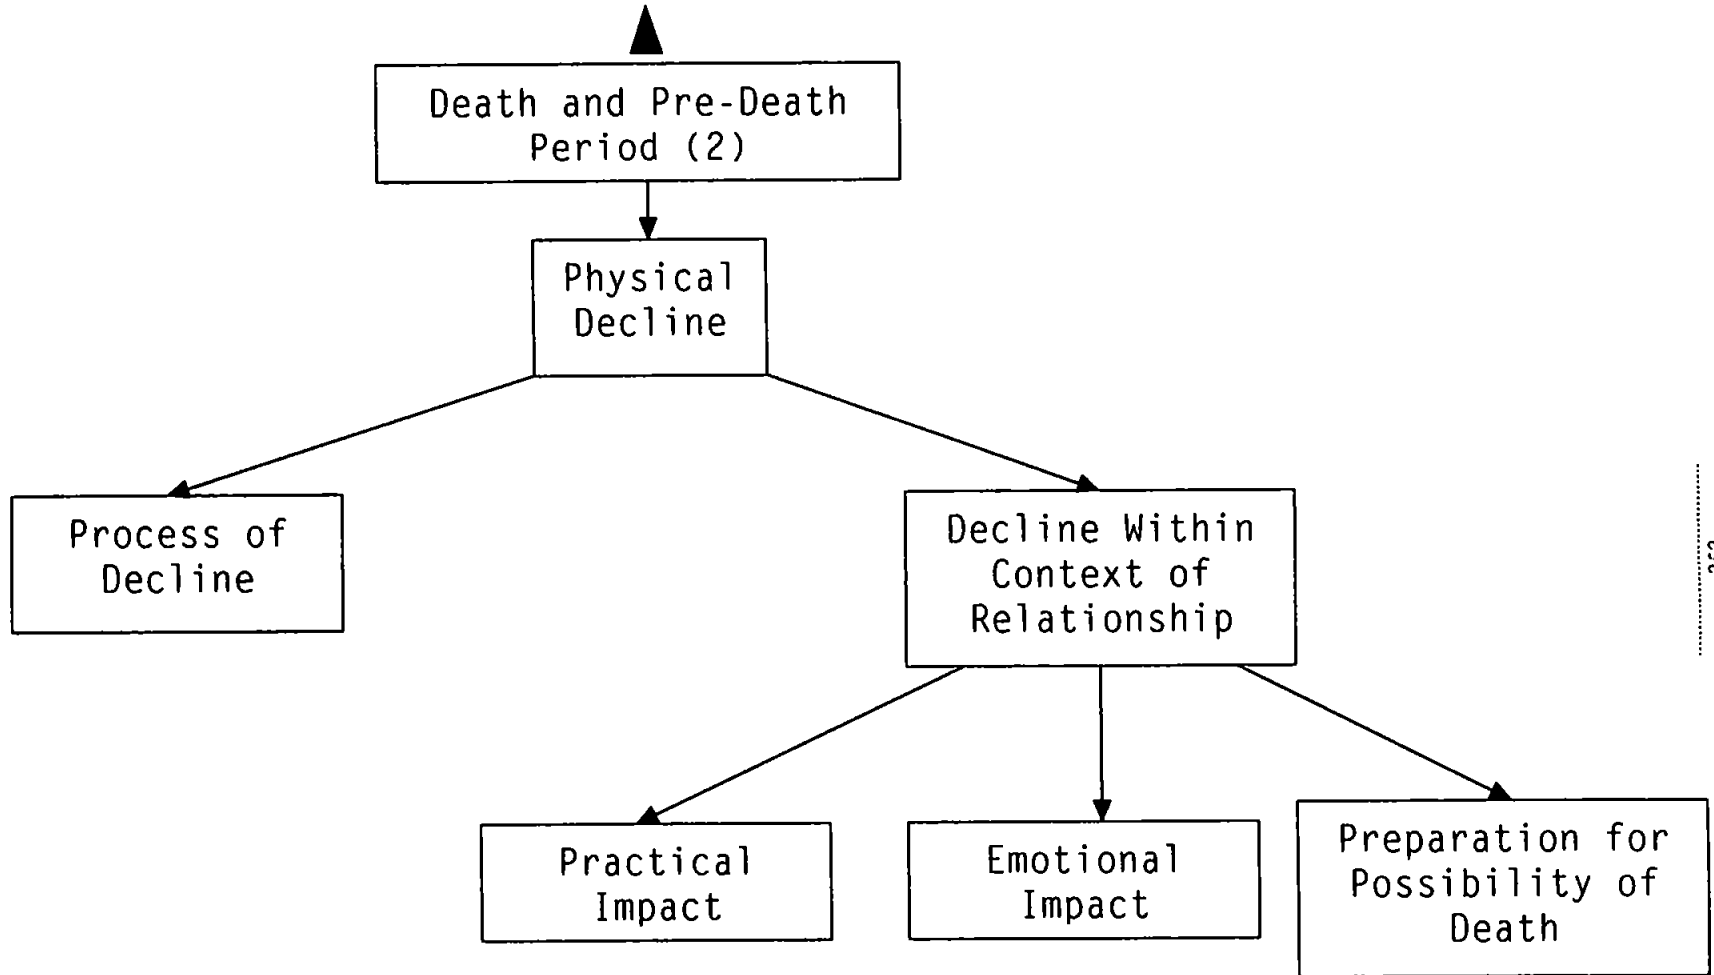 Death and Pre-Death
Period (2)
Physical
Decline
Process of
Decline
Decline Within
Context of
Relationship
Practical
Impact
Emotional
Impact
Preparation for
Possibility of
Death